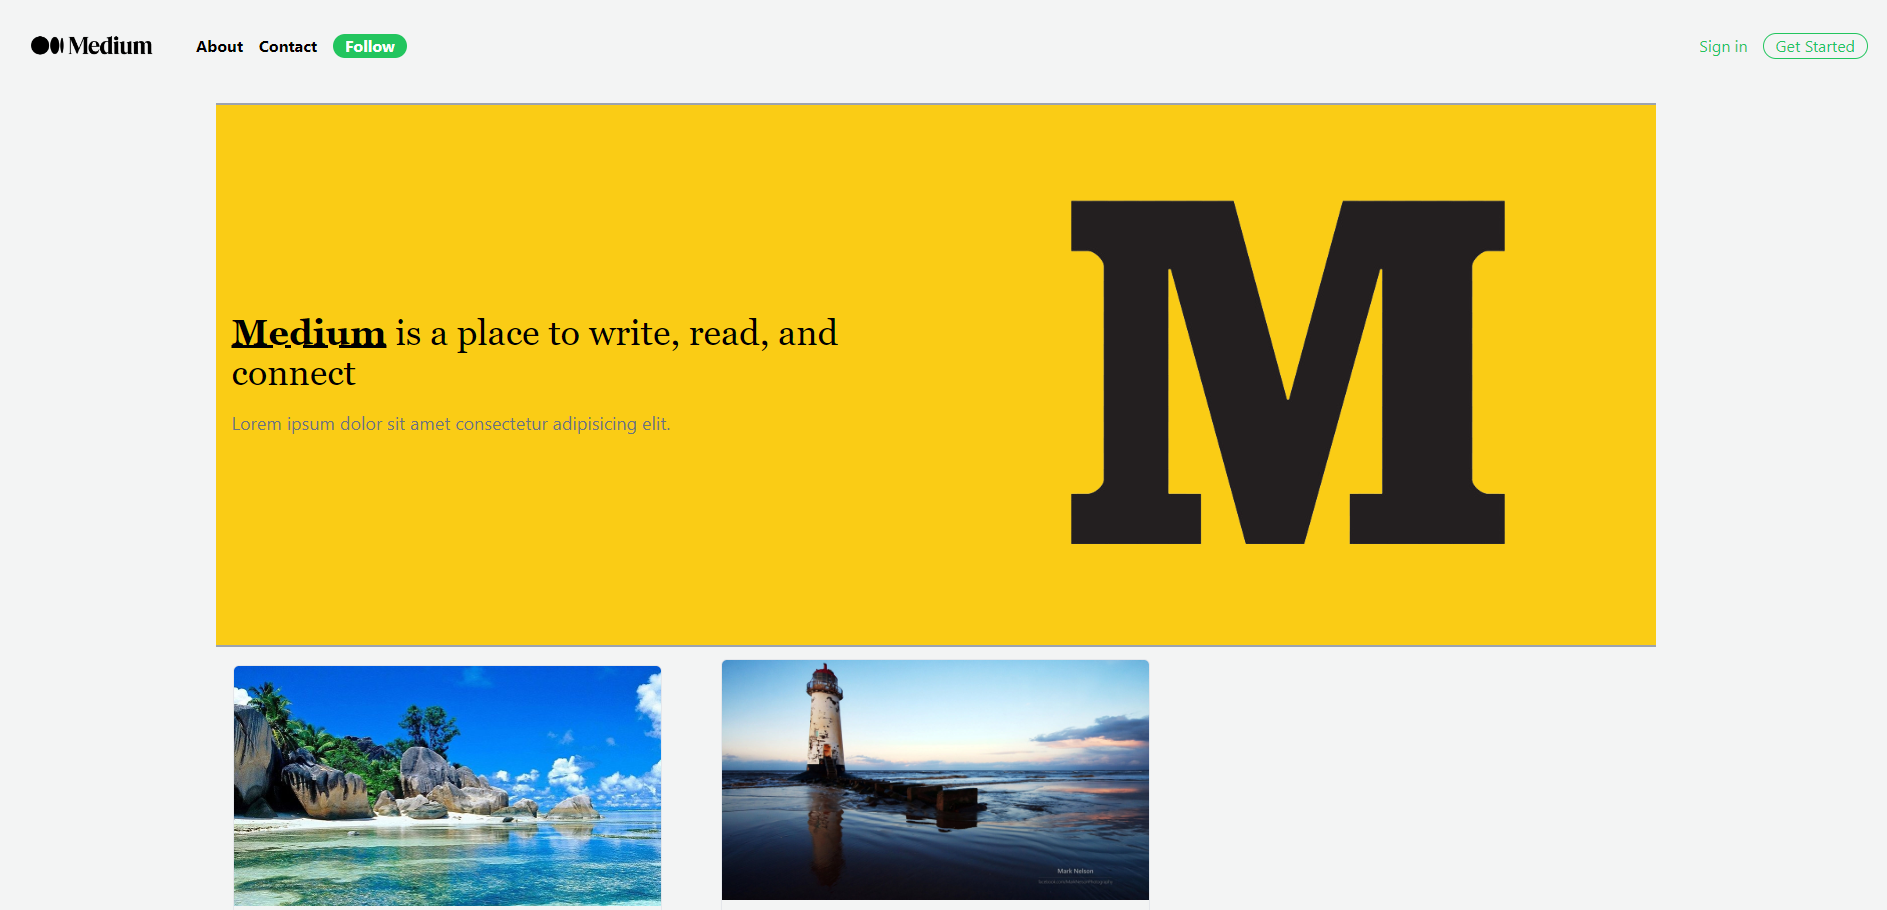 Medium
About Contact Follow
Sign in Get Started
Medium is a place to write, read, and
connect
Lorem ipsum dolor sit amet consectetur adipisicing elit.
M
Mark Nelson